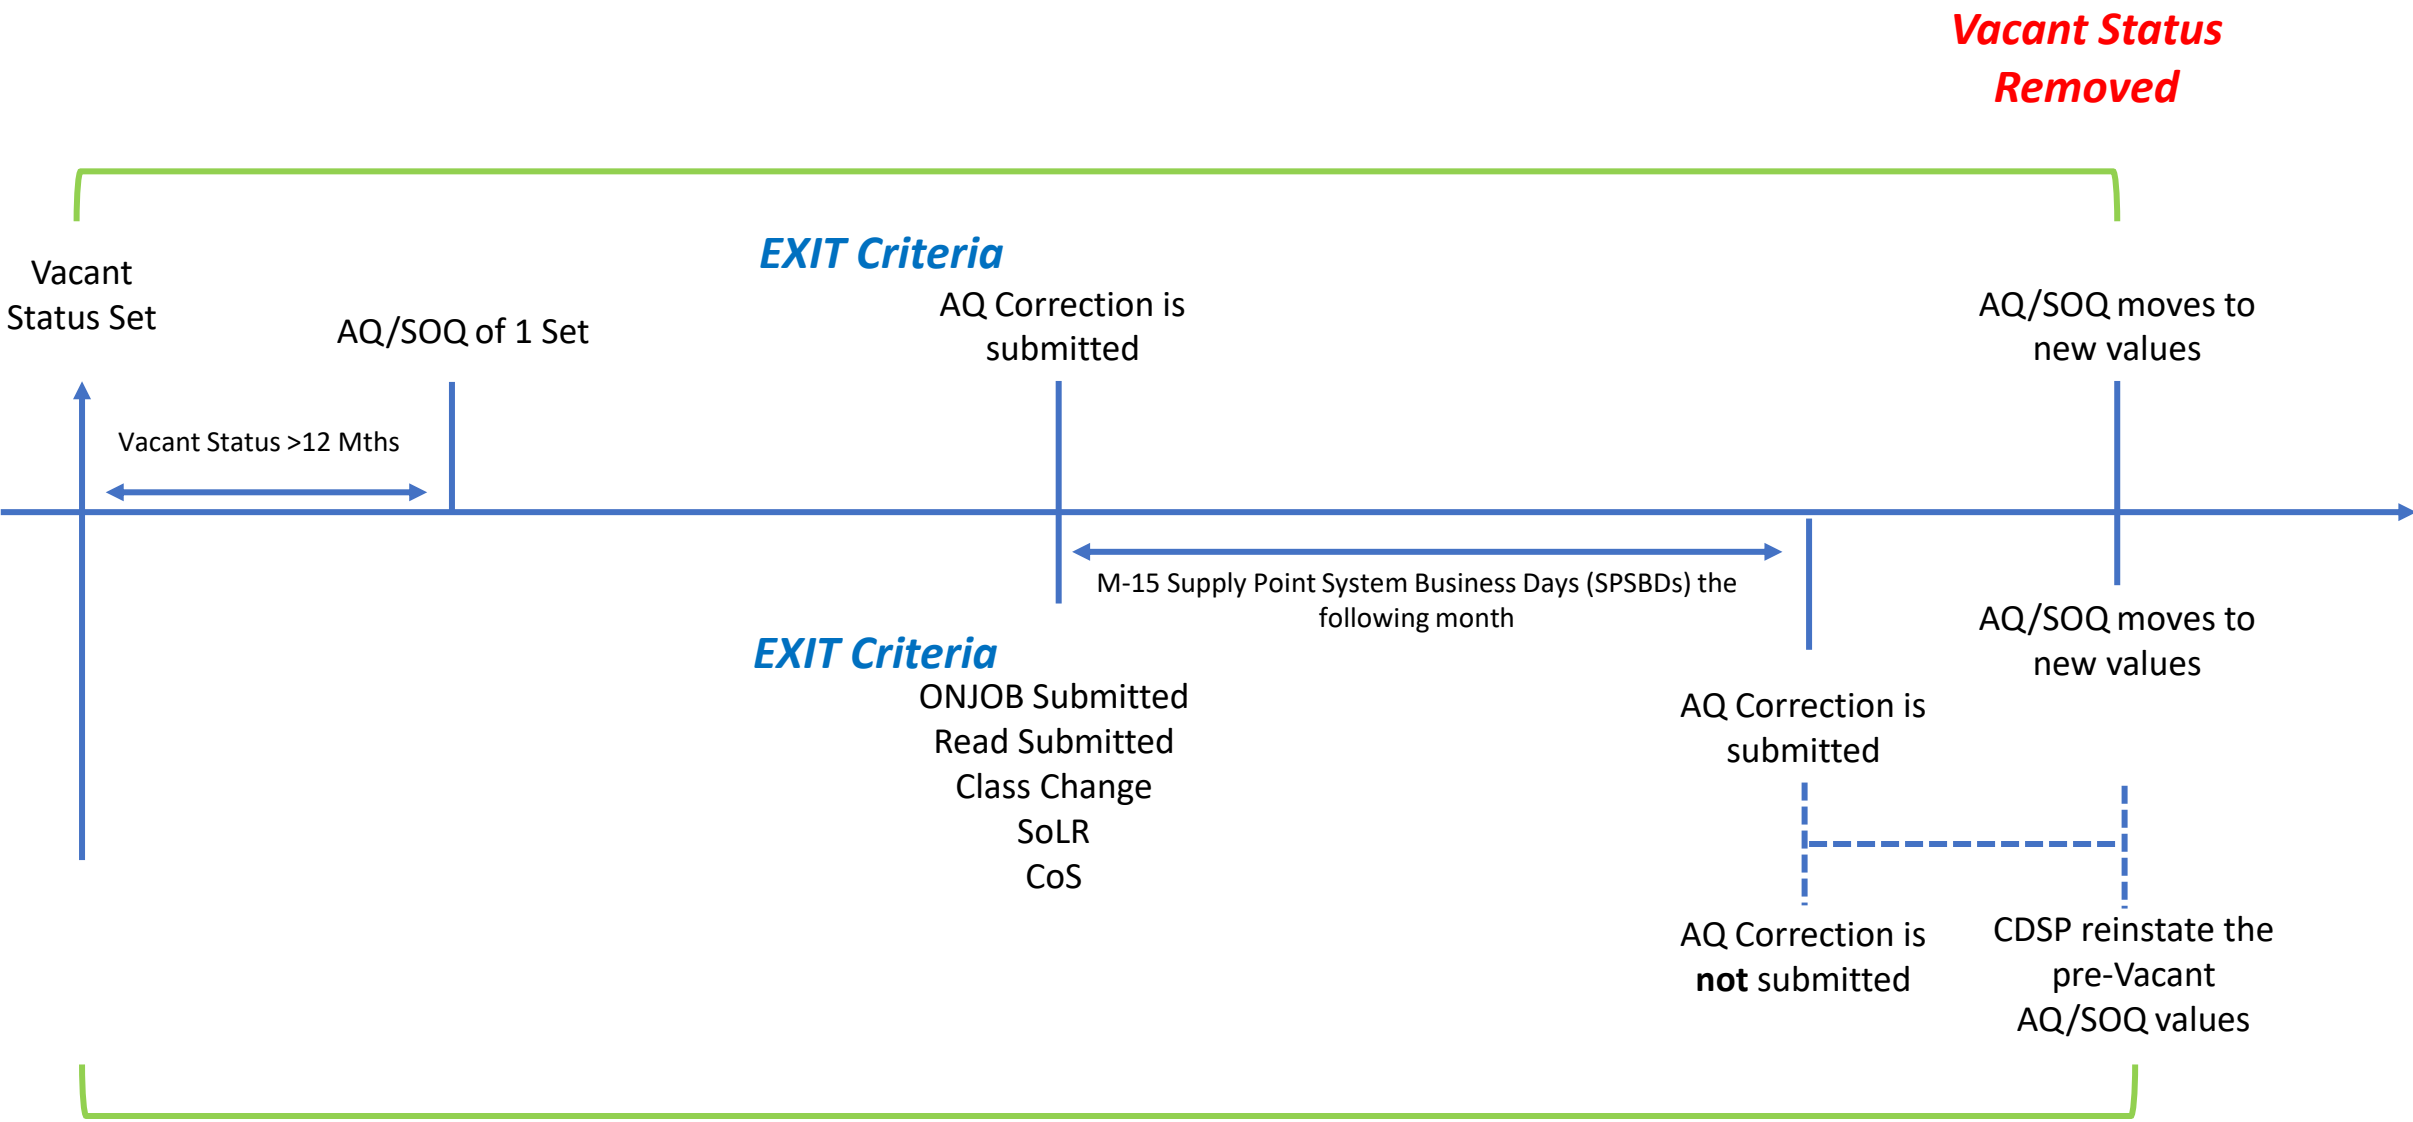 Vacant Status
Removed
EXIT Criteria
Vacant
Status Set
AQ/SOQ of 1 Set
AQ Correction is
submitted
AQ/SOQ moves to
new values
Vacant Status >12 Mths
M-15 Supply Point System Business Days (SPSBDs) the
following month
AQ/SOQ moves to
new values
EXIT Criteria
ONJOB Submitted
Read Submitted
Class Change
SoLR
CoS
AQ Correction is
submitted
AQ Correction is
not submitted
CDSP reinstate the
pre-Vacant
AQ/SOQ values